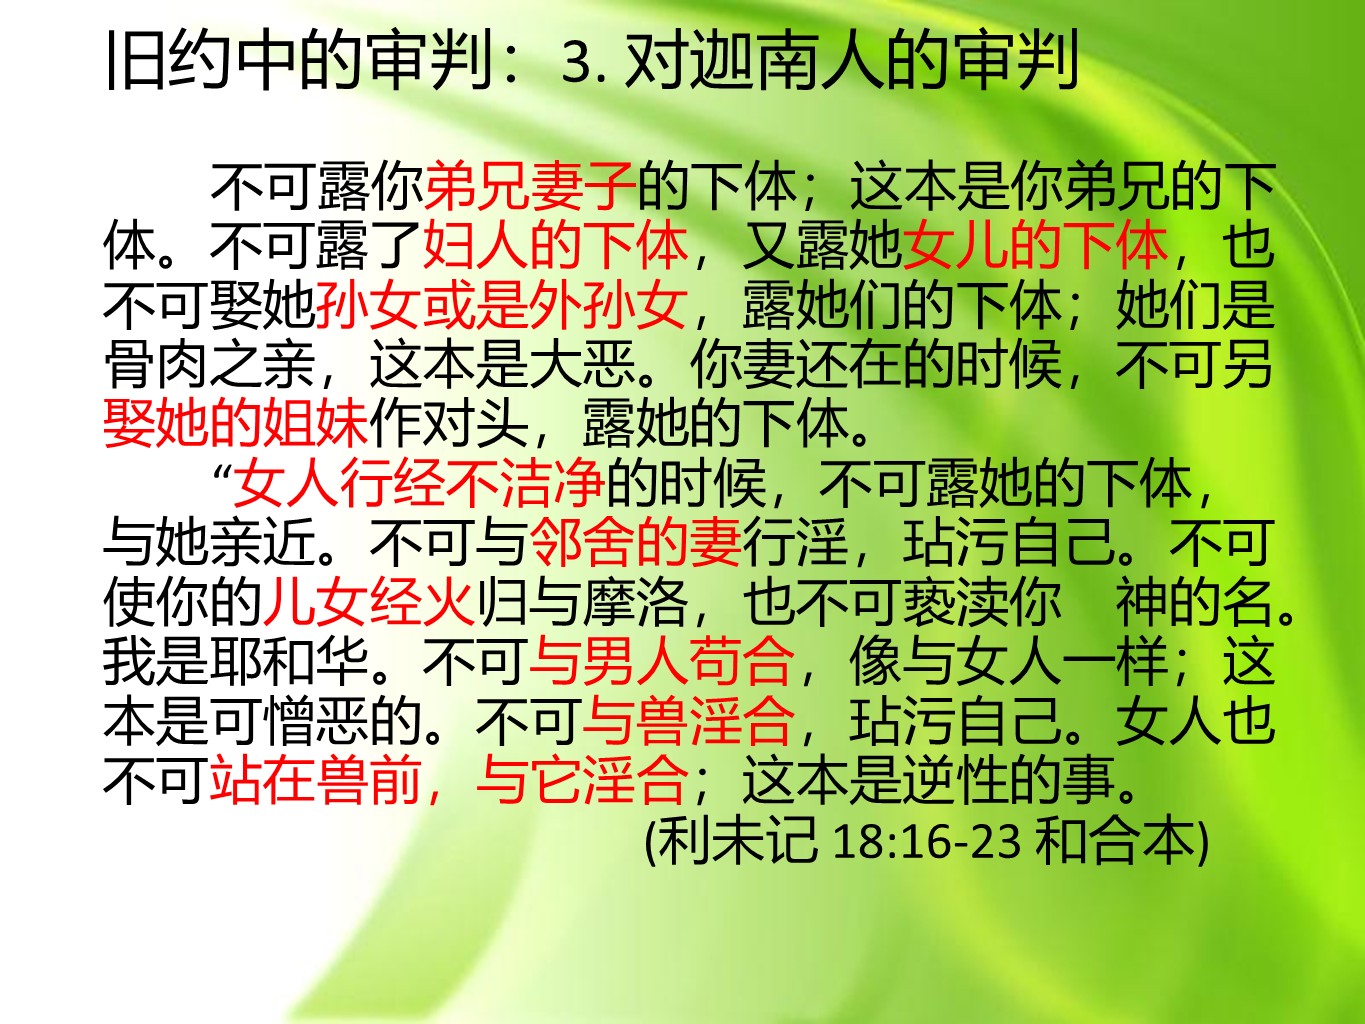 旧约中的审判：3. 对迦南人的审判
不可露你弟兄妻子的下体；这本是你弟兄的下
体。不可露了妇人的下体，又露她女儿的下体，也
不可娶她孙女或是外孙女，露她们的下体；她们是
骨肉之亲，这本是大恶。你妻还在的时候，不可另
娶她的姐妹作对头，露她的下体。
“女人行经不洁净的时候，不可露她的下体，
与她亲近。不可与邻舍的妻行淫，玷污自己。不可
使你的儿女经火归与摩洛，也不可亵渎你　神的名。
我是耶和华。不可与男人苟合，像与女人一样；这
本是可憎恶的。不可与兽淫合，玷污自己。女人也
不可站在兽前，与它淫合；这本是逆性的事。
(利未记 18:16-23 和合本)